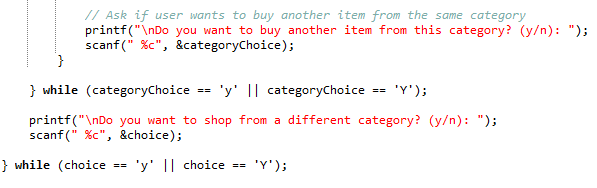 // Ask if user wants to buy another item from the same category
printf("\nDo you want to buy another item from this category? (y/n): ");
scanf(" %c", &categoryChoice);
}
} while (categoryChoice == 'y' || categoryChoice == 'Y');
printf("\nDo you want to shop from a different category? (y/n): ");
scanf(" %c", &choice);
} while (choice == 'y' || choice == 'Y');